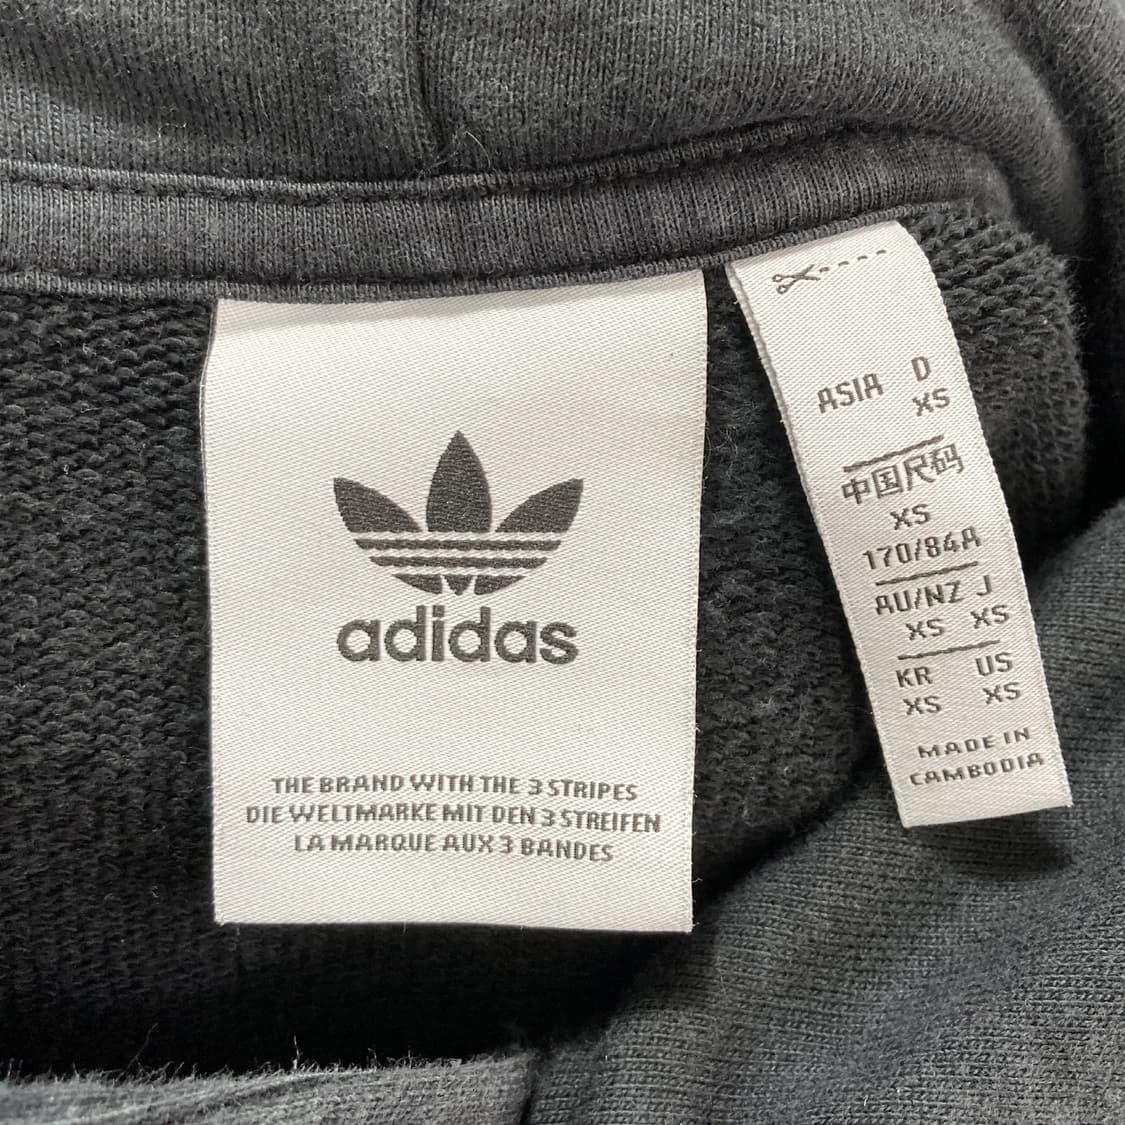 adidas
THE BRAND WITH THE 3 STRIPES
DIE WELTMARKE MIT DEN 3 STREIFEN
LA MARQUE AUX 3 BANDES
ASIA D
XS
中国尺码
XS
170/84A
AU/NZ J
XS XS
KR US
XS XS
MADE IN
CAMBODIA